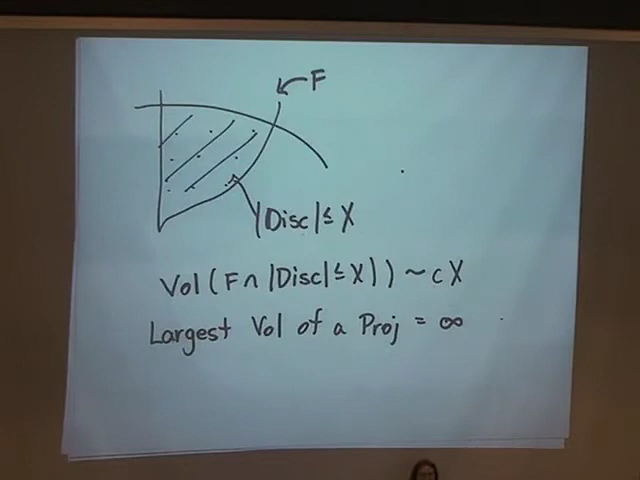 F
|Disc| ≤ X
Vol (F ∩ |Disc| ≤ X|) ~ c X
Largest Vol of a Proj = ∞